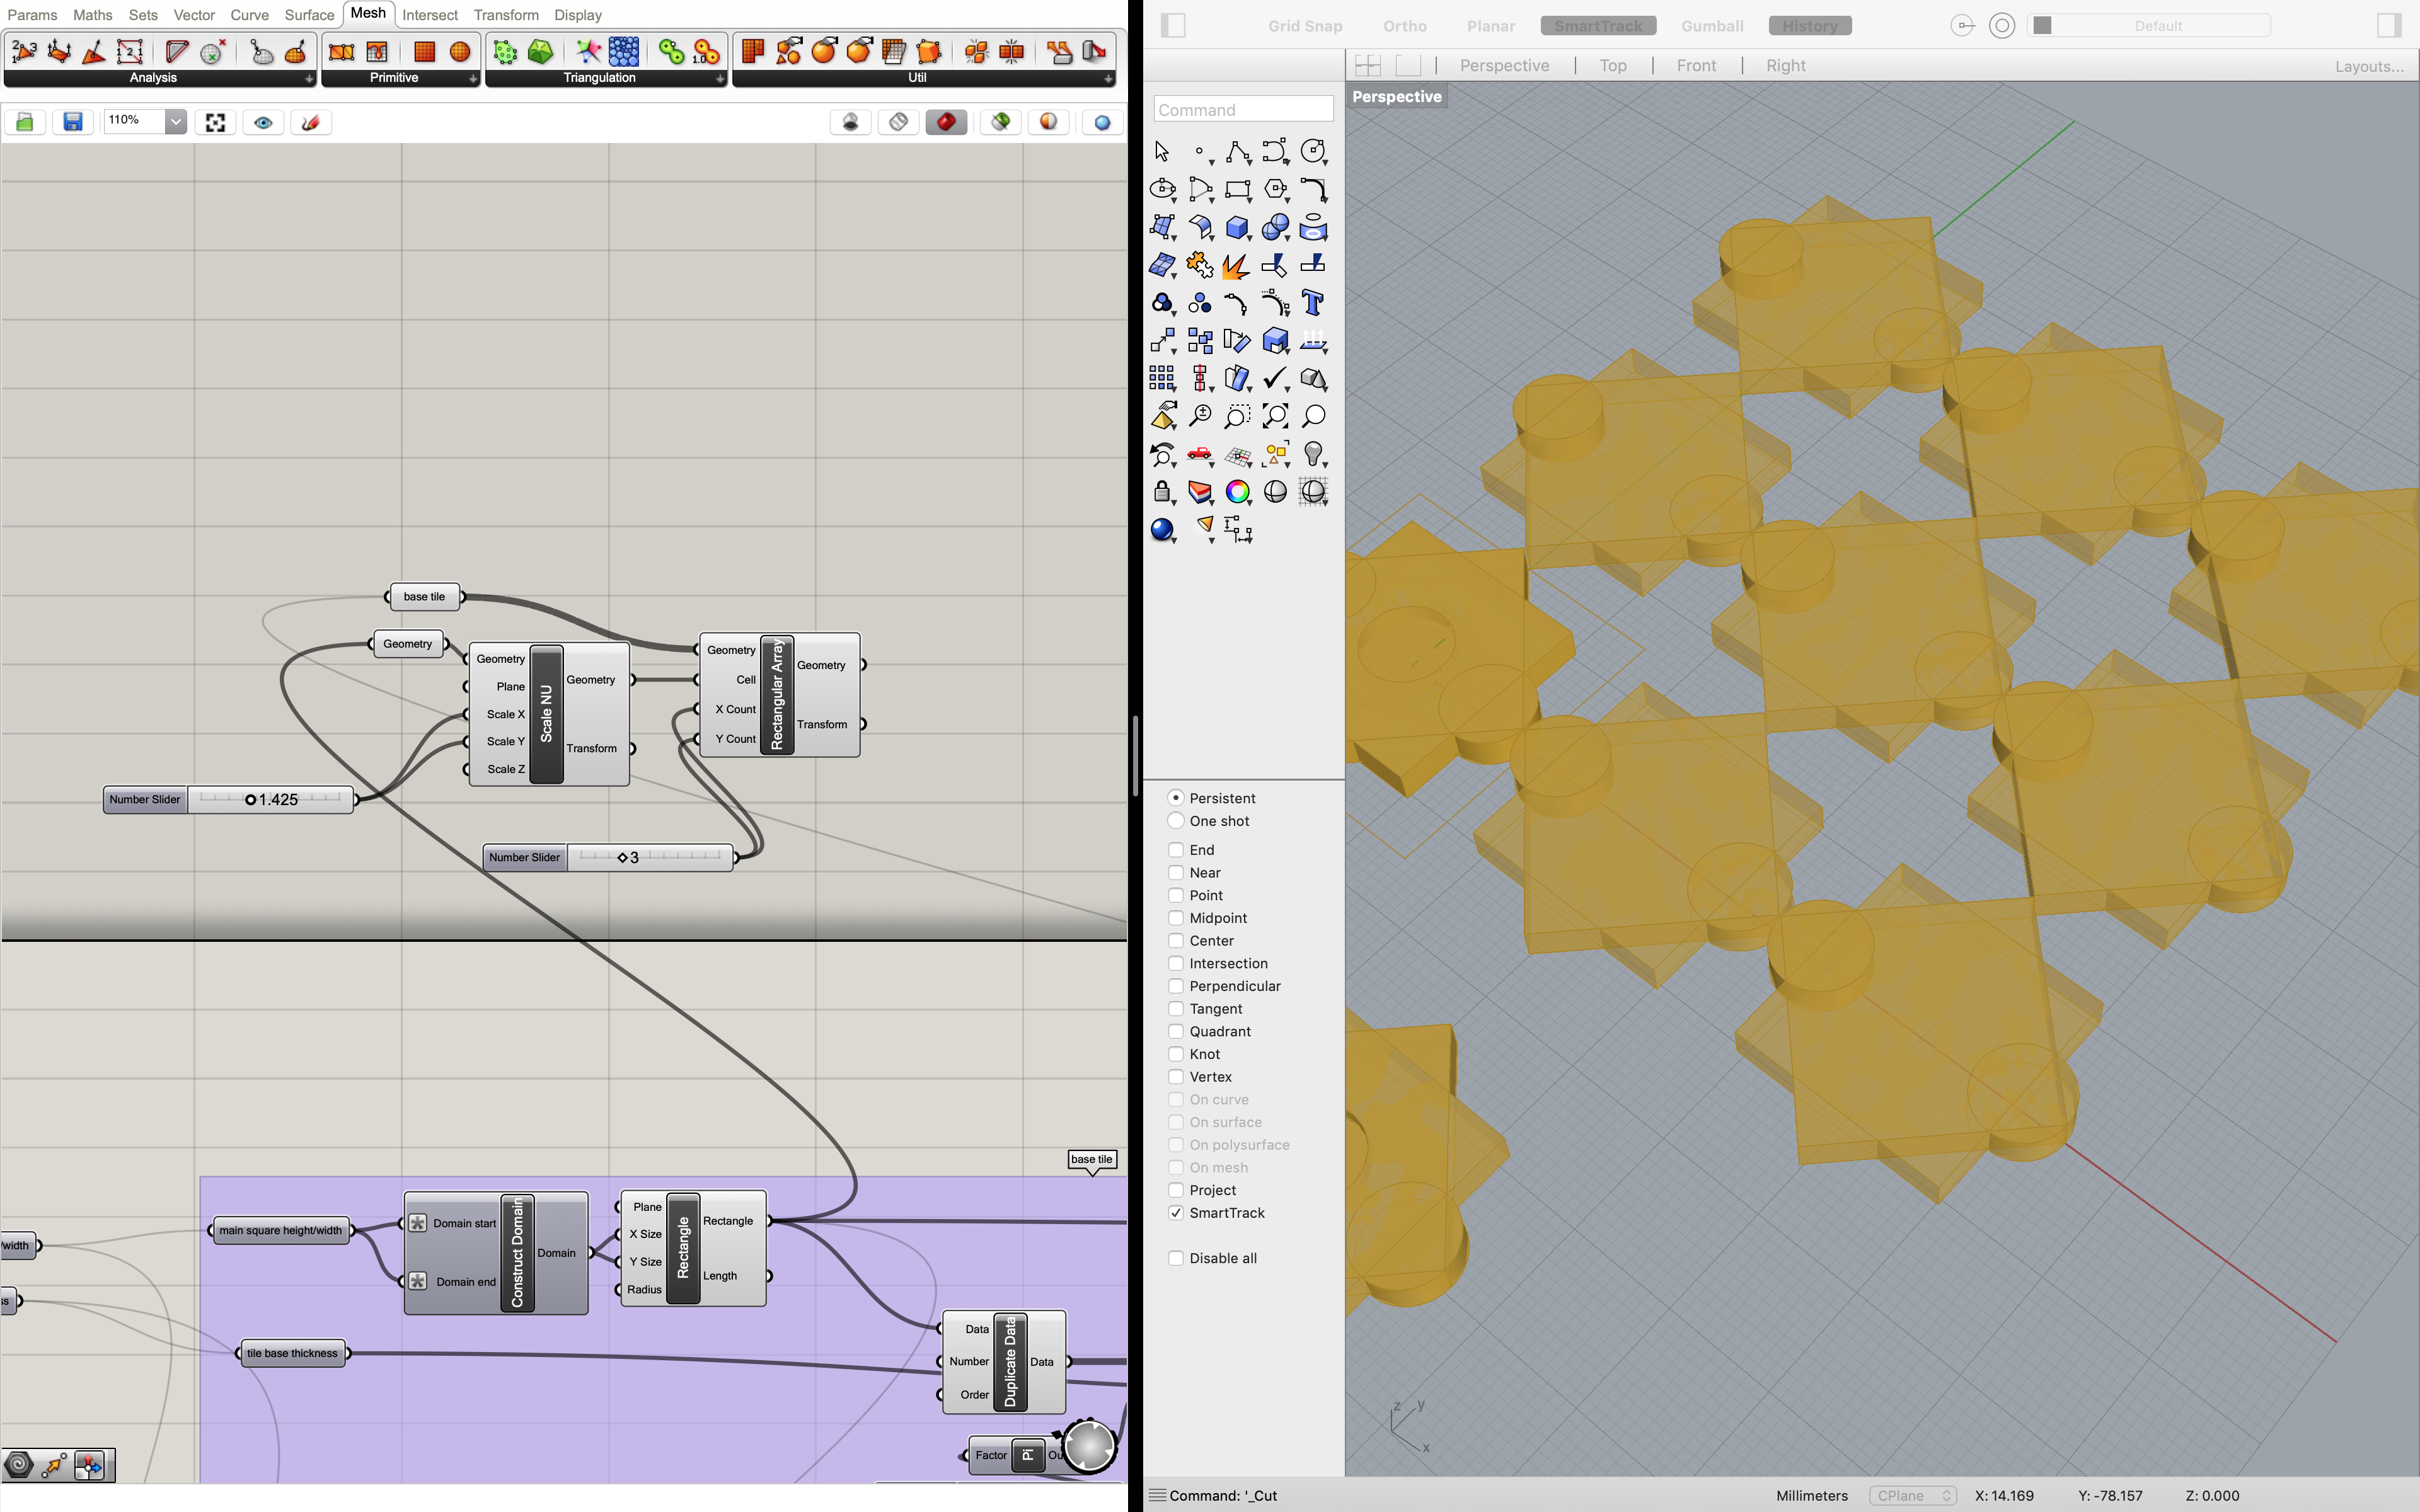 Params Maths Sets Vector Curve Surface Mesh Intersect Transform Display
Analysis Primitive Triangulation Util
110%
base tile
Geometry
Geometry
Plane
Scale X
Scale Y
Scale Z
Scale NU
Geometry
Transform
Geometry
Cell
X Count
Y Count
Rectangular Array
Geometry
Transform
Number Slider 1.425
Number Slider 3
base tile
main square height/width
Domain start
Domain end
Construct Domain
Domain
Plane
X Size
Y Size
Radius
Rectangle
Rectangle
Length
tile base thickness
Data
Number
Order
Duplicate Data
Data
Factor Pi
Grid Snap Ortho Planar SmartTrack Gumball History Default
Perspective Top Front Right Layouts...
Command
Perspective
Persistent
One shot
End
Near
Point
Midpoint
Center
Intersection
Perpendicular
Tangent
Quadrant
Knot
Vertex
On curve
On surface
On polysurface
On mesh
Project
SmartTrack
Disable all
z y
x
Command: '_Cut Millimeters CPlane X: 14.169 Y: -78.157 Z: 0.000